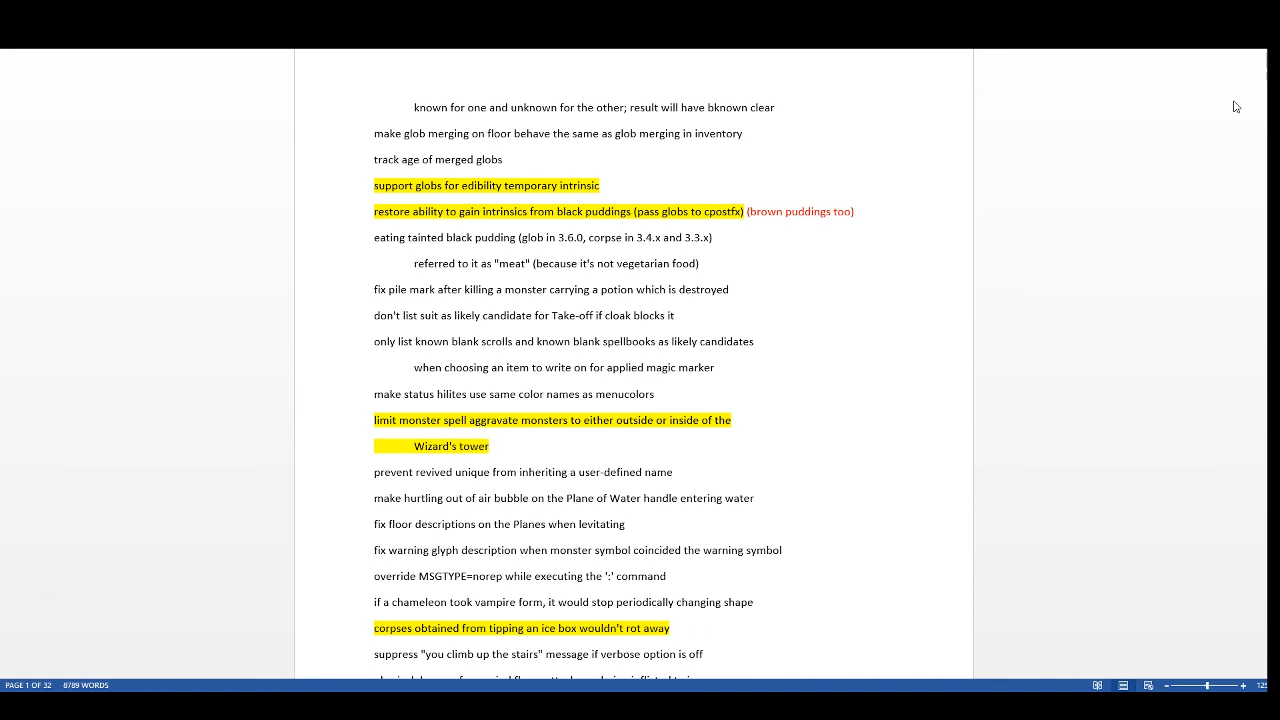 known for one and unknown for the other; result will have bknown clear
make glob merging on floor behave the same as glob merging in inventory
track age of merged globs
support globs for edibility temporary intrinsic
restore ability to gain intrinsics from black puddings (pass globs to cpostfx) (brown puddings too)
eating tainted black pudding (glob in 3.6.0, corpse in 3.4.x and 3.3.x)
referred to it as "meat" (because it's not vegetarian food)
fix pile mark after killing a monster carrying a potion which is destroyed
don't list suit as likely candidate for Take-off if cloak blocks it
only list known blank scrolls and known blank spellbooks as likely candidates
when choosing an item to write on for applied magic marker
make status hilites use same color names as menucolors
limit monster spell aggravate monsters to either outside or inside of the
Wizard's tower
prevent revived unique from inheriting a user-defined name
make hurtling out of air bubble on the Plane of Water handle entering water
fix floor descriptions on the Planes when levitating
fix warning glyph description when monster symbol coincided the warning symbol
override MSGTYPE=norep while executing the ':' command
if a chameleon took vampire form, it would stop periodically changing shape
corpses obtained from tipping an ice box wouldn't rot away
suppress "you climb up the stairs" message if verbose option is off
PAGE 1 OF 32 8789 WORDS